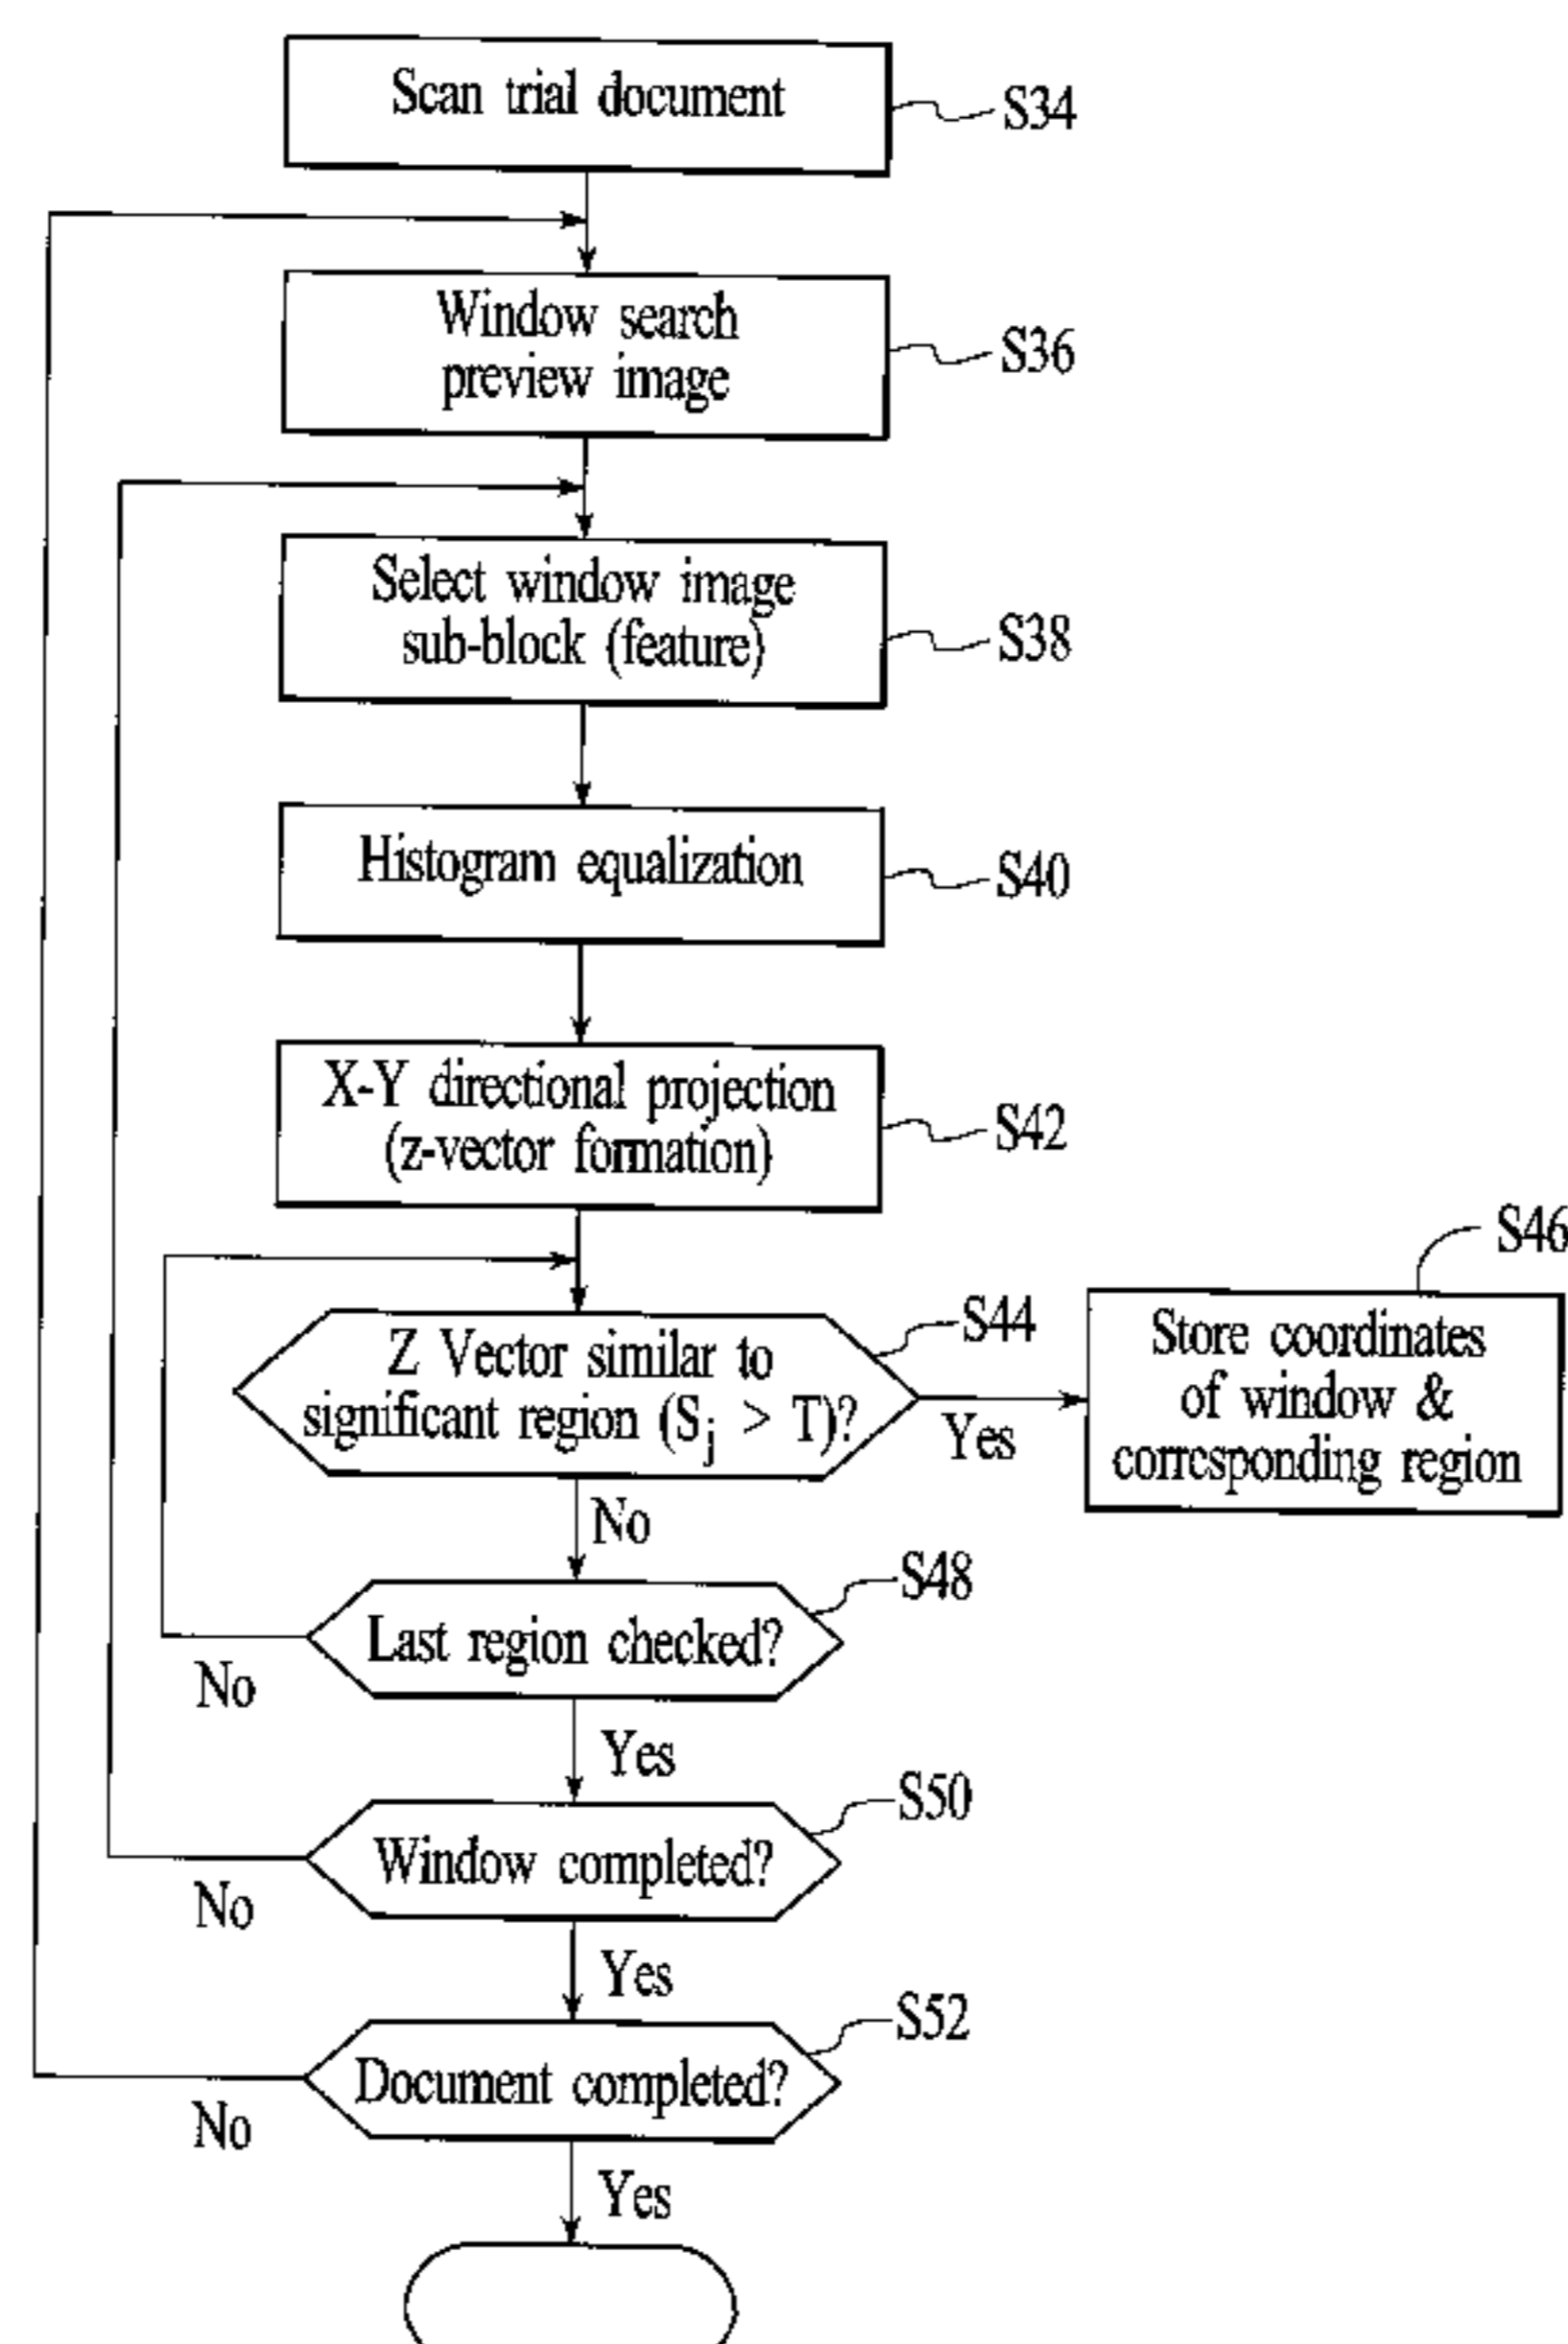 Scan trial document
S34
Window search
preview image
S36
Select window image
sub-block (feature)
S38
Histogram equalization
S40
X-Y directional projection
(z-vector formation)
S42
S46
Z Vector similar to
significant region (Sj > T)?
S44
Yes
Store coordinates
of window &
corresponding region
No
Last region checked?
S48
No
Yes
Window completed?
S50
No
Yes
Document completed?
S52
No
Yes